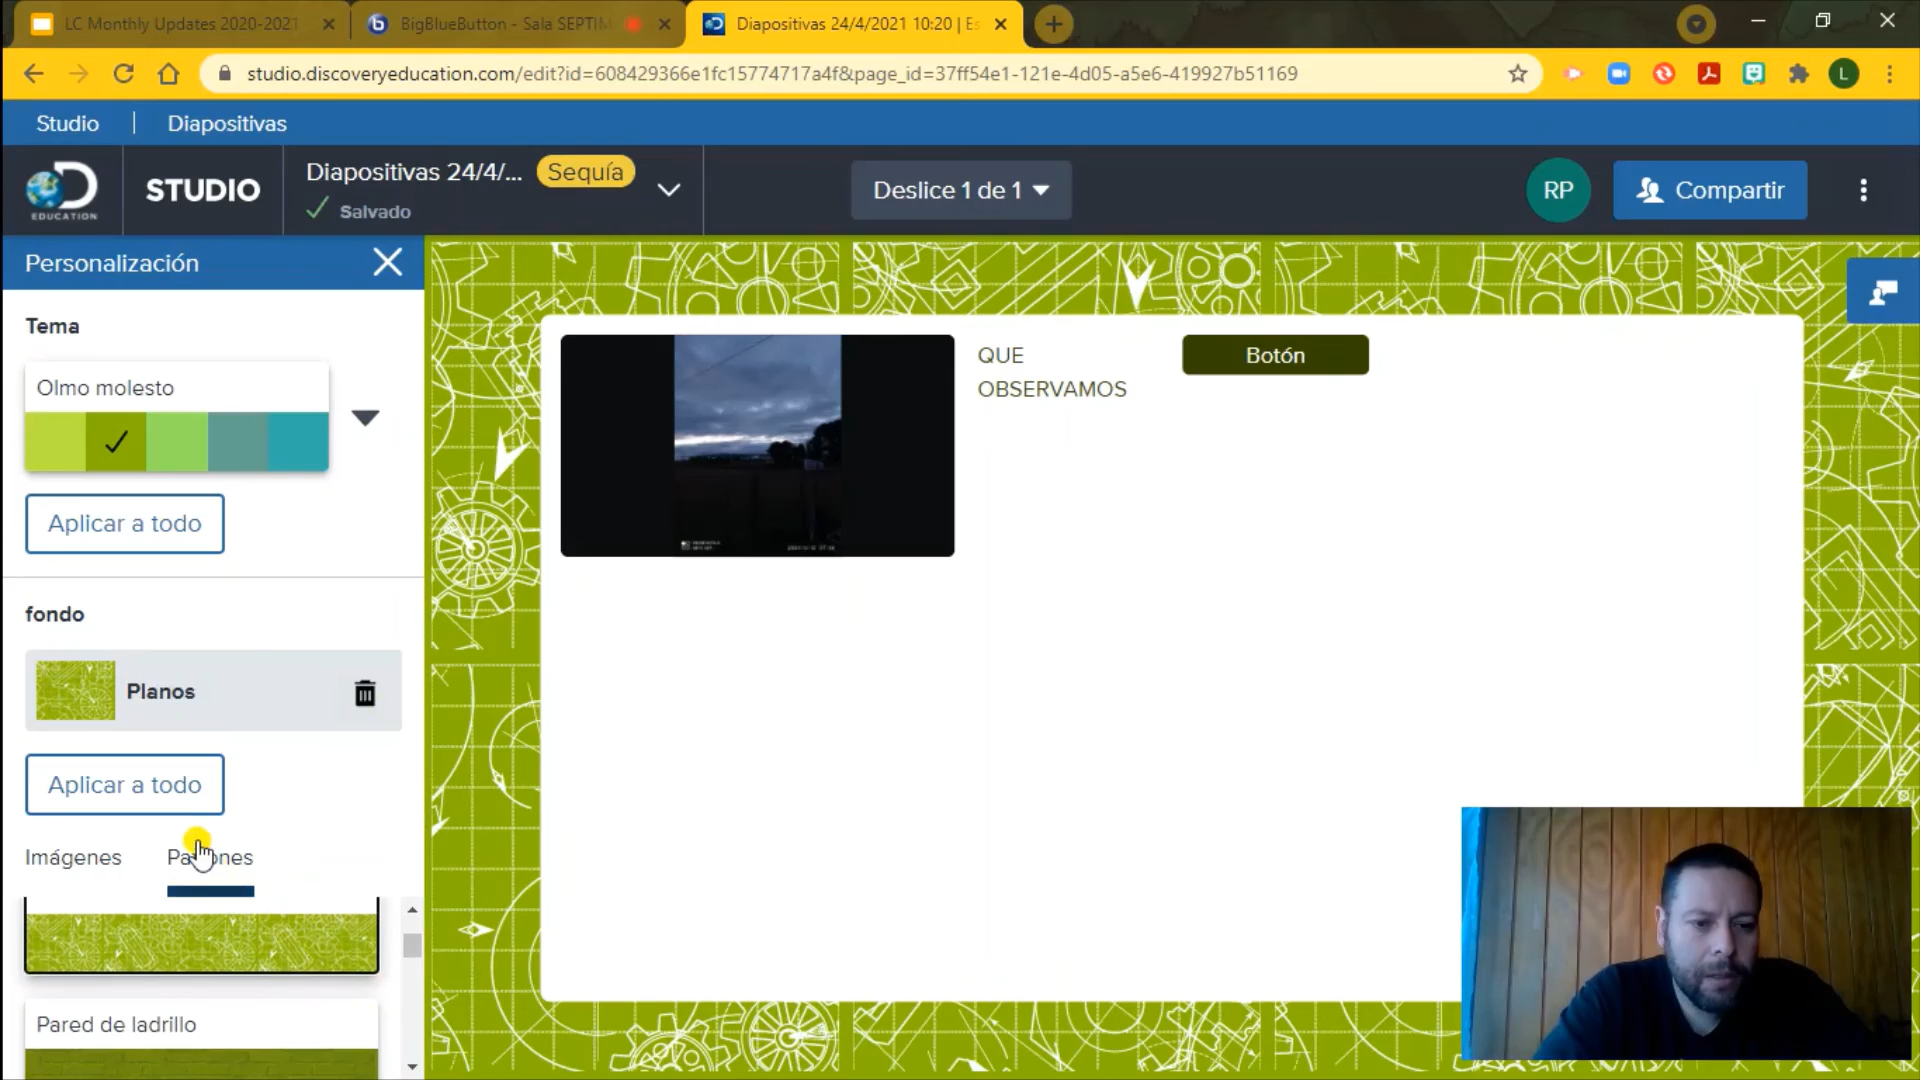 LC Monthly Updates 2020-2021
BigBlueButton - Sala SEPTIM
Diapositivas 24/4/2021 10:20 | Es
studio.discoveryeducation.com/edit?id=608429366e1fc15774717a4f&page_id=37ff54e1-121e-4d05-a5e6-419927b51169
L
Studio | Diapositivas
EDUCATION
STUDIO
Diapositivas 24/4/...
Sequía
Salvado
Deslice 1 de 1
RP
Compartir
Personalización
Tema
Olmo molesto
Aplicar a todo
fondo
Planos
Aplicar a todo
Imágenes
Pared de ladrillo
QUE
OBSERVAMOS
Botón